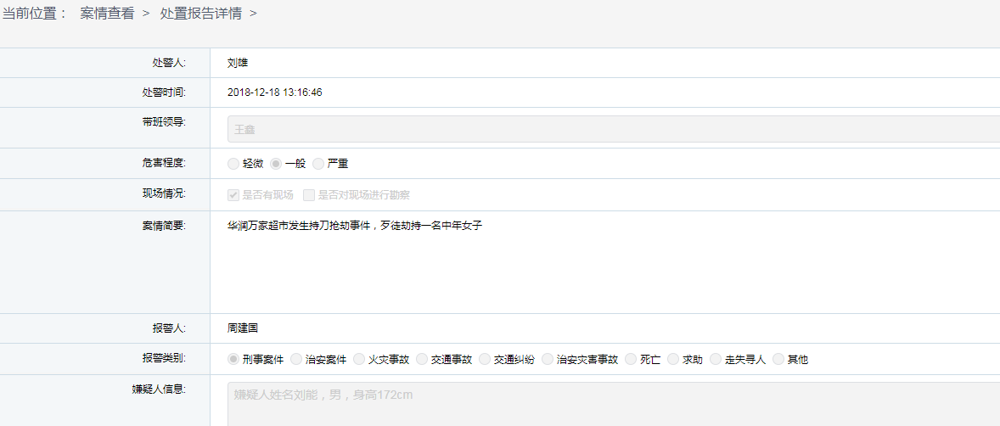 当前位置： 案情查看 > 处置报告详情 >
处警人: 刘雄
处警时间: 2018-12-18 13:16:46
带班领导: 王鑫
危害程度: 轻微 一般 严重
现场情况: 是否有现场 是否对现场进行勘察
案情简要: 华润万家超市发生持刀抢劫事件，歹徒劫持一名中年女子
报警人: 周建国
报警类别: 刑事案件 治安案件 火灾事故 交通事故 交通纠纷 治安灾害事故 死亡 求助 走失寻人 其他
嫌疑人信息: 嫌疑人姓名刘能，男，身高172cm